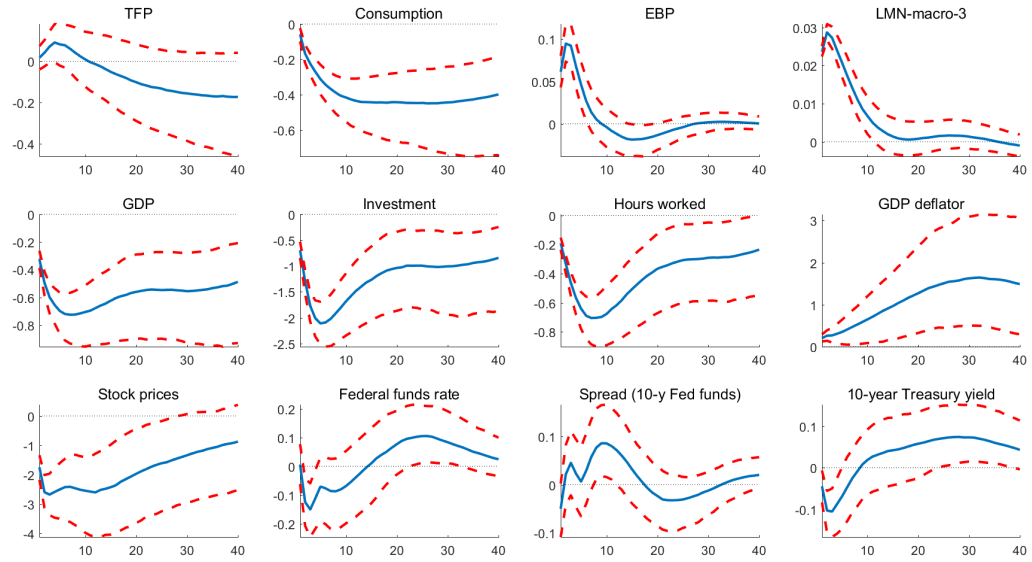 TFP
0
-0.2
-0.4
10 20 30 40
Consumption
0
-0.2
-0.4
-0.6
10 20 30 40
EBP
0.1
0.05
0
10 20 30 40
LMN-macro-3
0.03
0.02
0.01
0
10 20 30 40
GDP
0
-0.2
-0.4
-0.6
-0.8
10 20 30 40
Investment
0
-0.5
-1
-1.5
-2
-2.5
10 20 30 40
Hours worked
0
-0.2
-0.4
-0.6
-0.8
10 20 30 40
GDP deflator
3
2
1
0
10 20 30 40
Stock prices
0
-1
-2
-3
-4
10 20 30 40
Federal funds rate
0.2
0.1
0
-0.1
-0.2
10 20 30 40
Spread (10-y Fed funds)
0.1
0
-0.1
10 20 30 40
10-year Treasury yield
0.1
0
-0.1
10 20 30 40